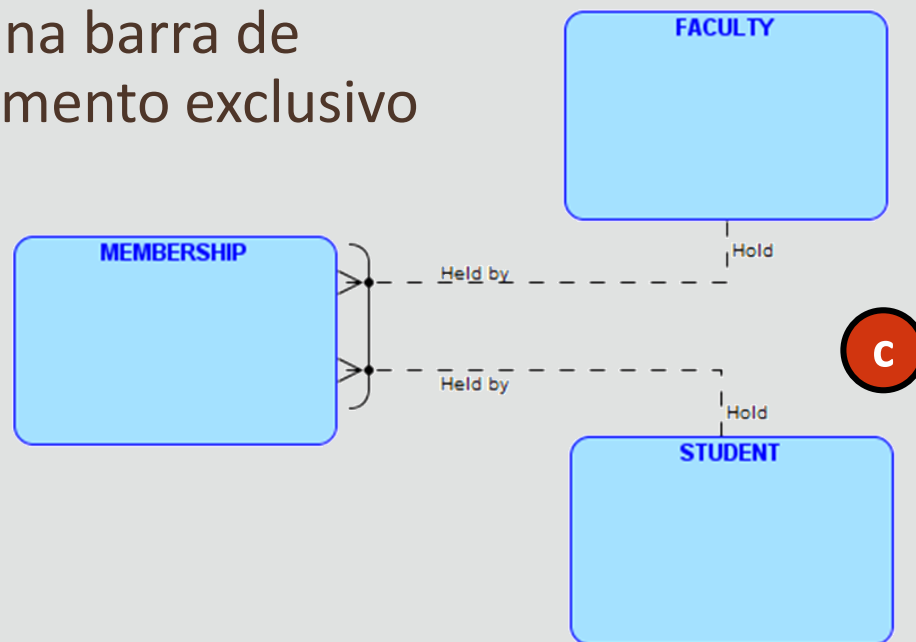 na barra de
mento exclusivo
FACULTY
Hold
MEMBERSHIP
Held by
c
Held by
Hold
STUDENT